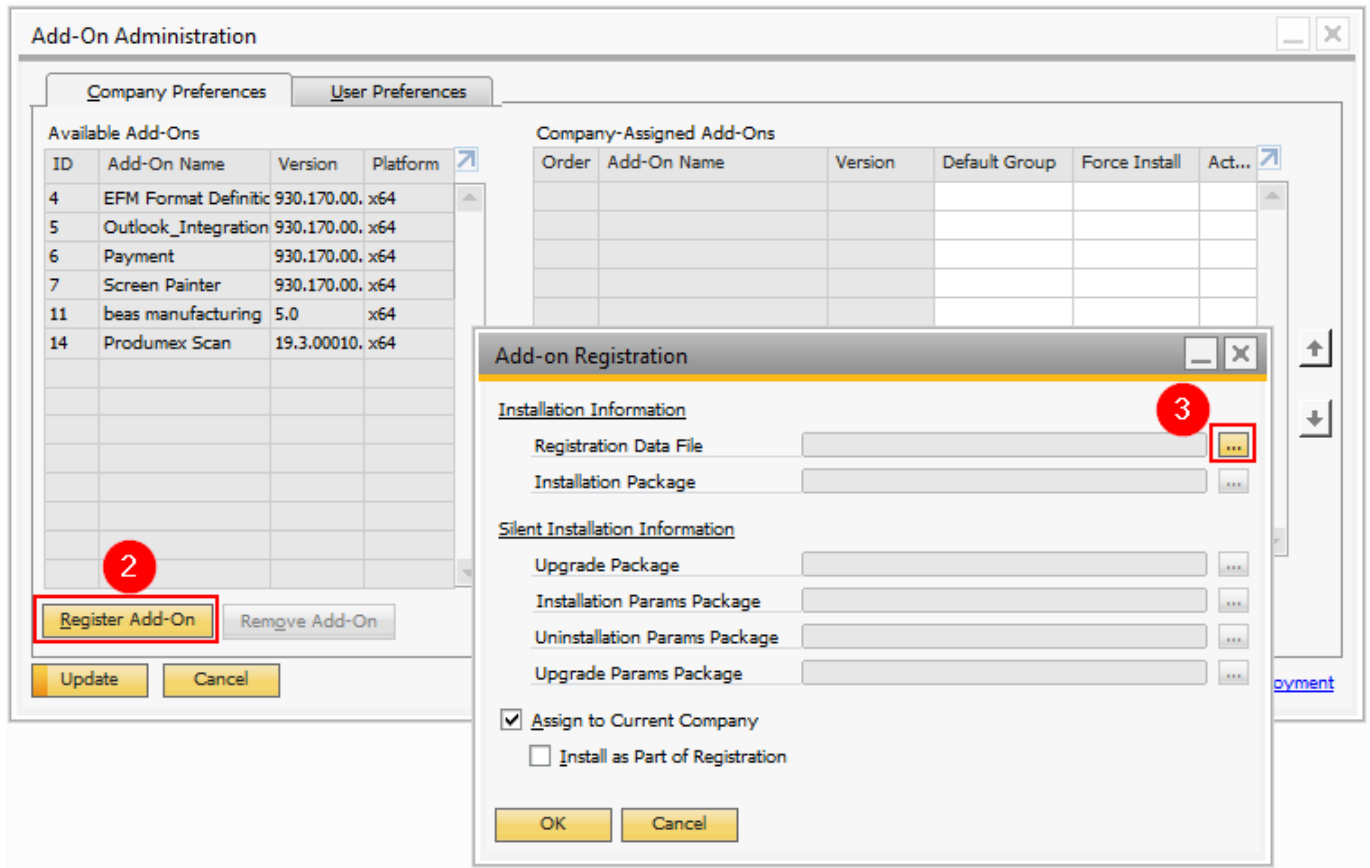 Add-On Administration
Company Preferences User Preferences
Available Add-Ons
ID Add-On Name Version Platform
4 EFM Format Definitic 930.170.00. x64
5 Outlook_Integration 930.170.00. x64
6 Payment 930.170.00. x64
7 Screen Painter 930.170.00. x64
11 beas manufacturing 5.0 x64
14 Produmex Scan 19.3.00010. x64
2
Register Add-On Remove Add-On
Update Cancel
Company-Assigned Add-Ons
Order Add-On Name Version Default Group Force Install Act...
oyment
Add-on Registration
Installation Information
3
Registration Data File ...
Installation Package ...
Silent Installation Information
Upgrade Package ...
Installation Params Package ...
Uninstallation Params Package ...
Upgrade Params Package ...
Assign to Current Company
Install as Part of Registration
OK Cancel